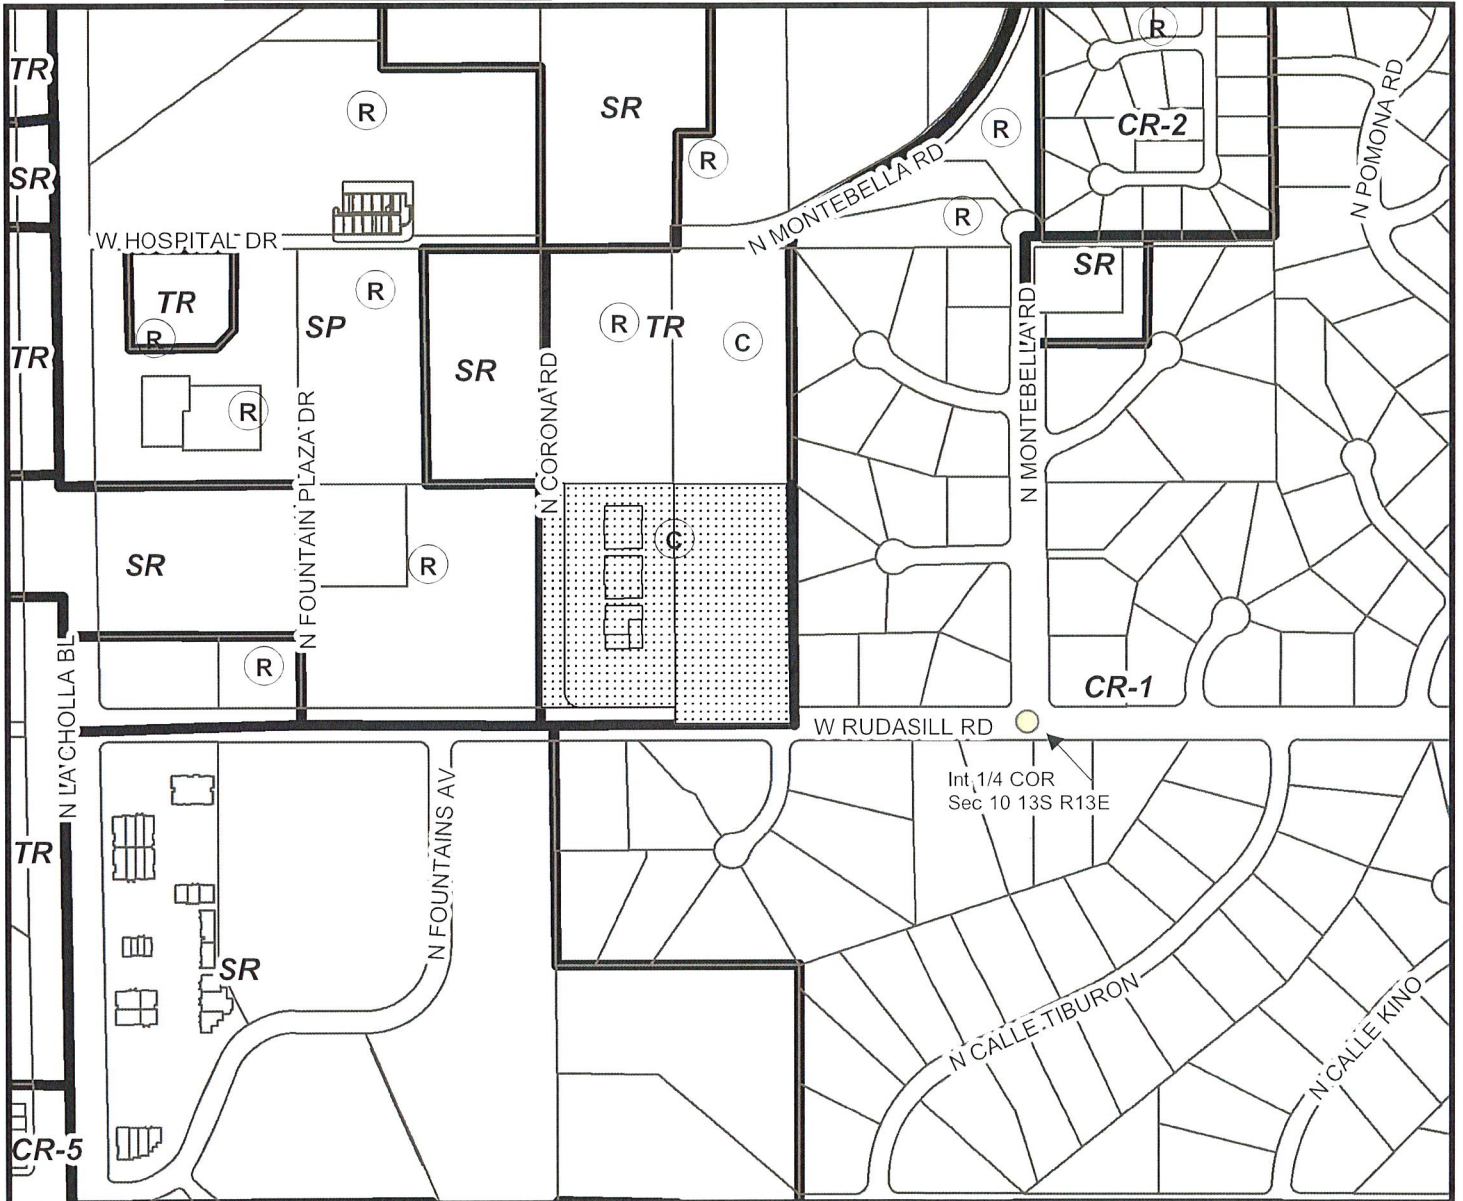 R
TR
R
SR
CR-2
R
R
R
SR
N POMONA RD
N MONTEBELLA RD
R
W HOSPITAL DR
SR
TR
R
R
SP
R
TR
C
TR
SR
R
N CORONA RD
N MONTEBELLA RD
N FOUNTAIN PLAZA DR
C
SR
R
R
N LA CHOLLA BL
CR-1
W RUDASILL RD
Int 1/4 COR
Sec 10 13S R13E
TR
N FOUNTAINS AV
SR
N CALLE TIBURON
N CALLE KINO
CR-5